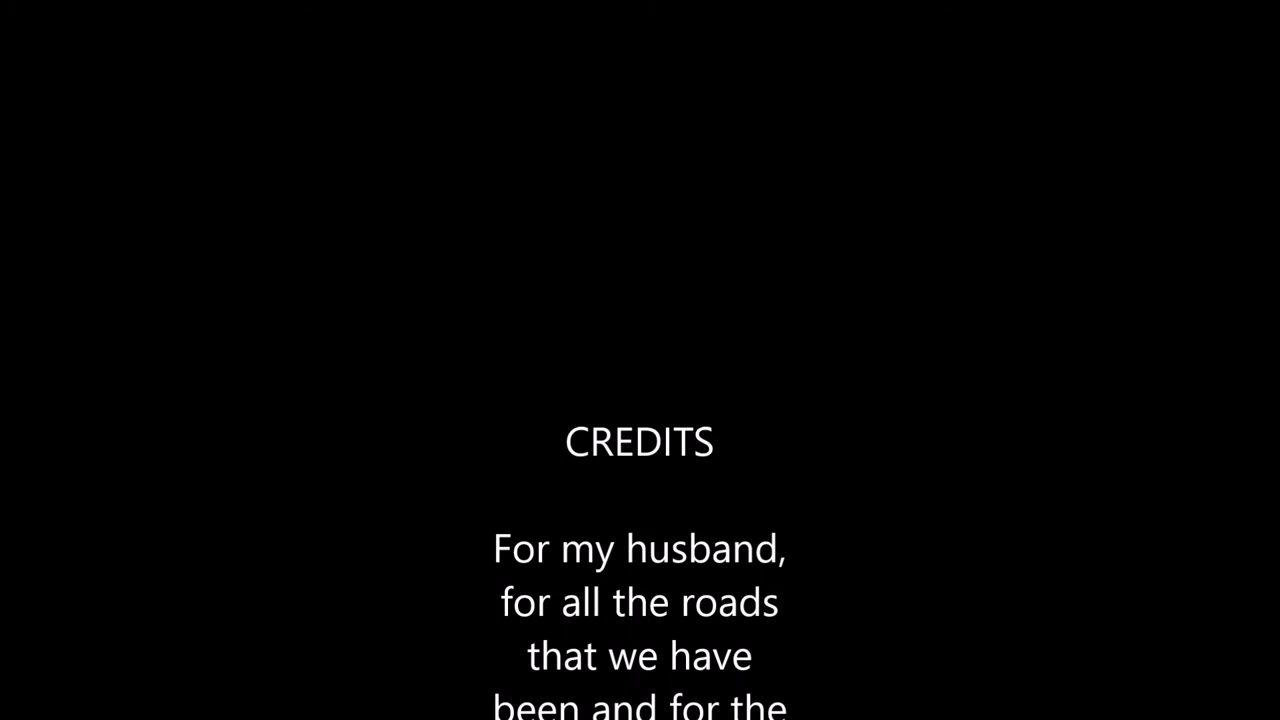 CREDITS
For my husband,
for all the roads
that we have
been and for the